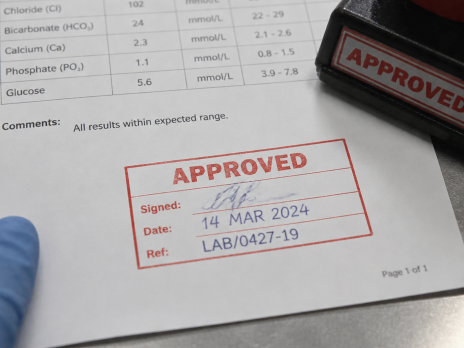 Chloride (Cl) 102 mmol/L
Bicarbonate (HCO₃) 24 mmol/L 22 - 29
Calcium (Ca) 2.3 mmol/L 2.1 - 2.6
Phosphate (PO₄) 1.1 mmol/L 0.8 - 1.5
Glucose 5.6 mmol/L 3.9 - 7.8
Comments: All results within expected range.
APPROVED
Signed:
Date: 14 MAR 2024
Ref: LAB/0427-19
Page 1 of 1
APPROVED